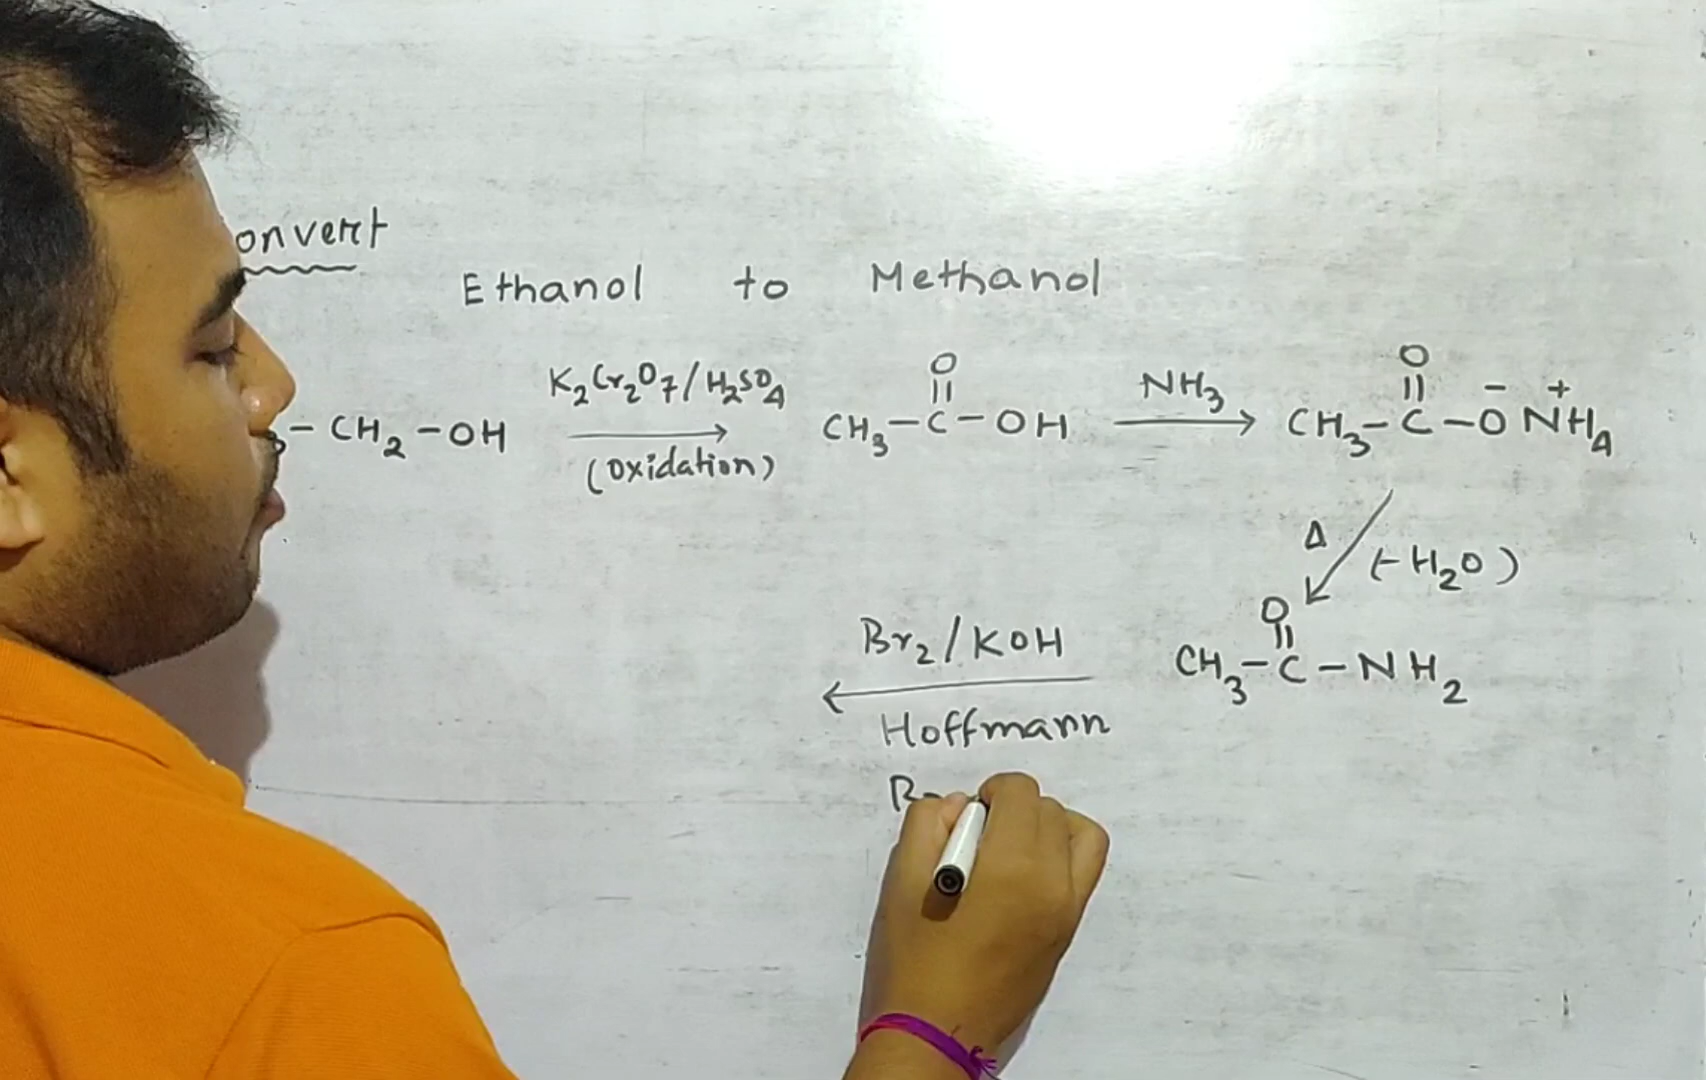 onvert
Ethanol to Methanol
K₂Cr₂O₇/H₂SO₄
(oxidation)
O
||
3-CH₂-OH → CH₃-C-OH
NH₃
→
O
|| - +
CH₃-C-O NH₄
Δ (-H₂O)
O
||
CH₃-C-NH₂
Br₂/KOH
←
Hoffmann